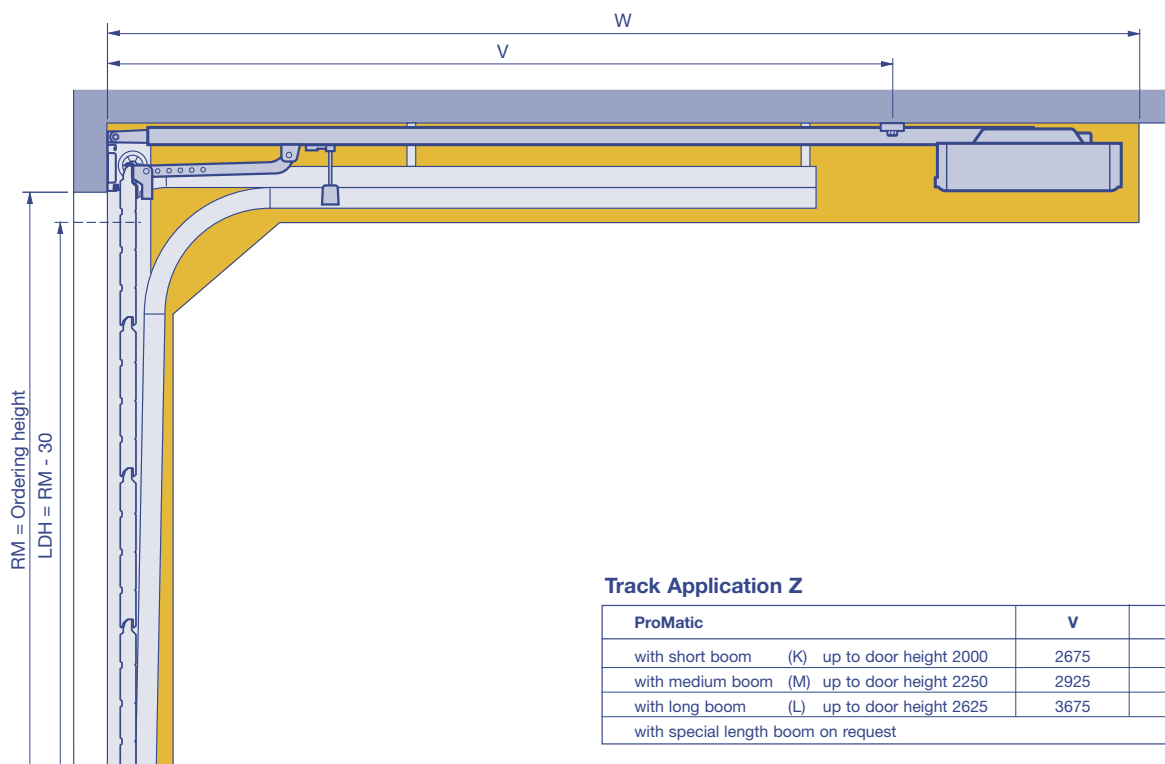 W
V
RM = Ordering height
LDH = RM - 30
Track Application Z
ProMatic V
with short boom (K) up to door height 2000 2675
with medium boom (M) up to door height 2250 2925
with long boom (L) up to door height 2625 3675
with special length boom on request